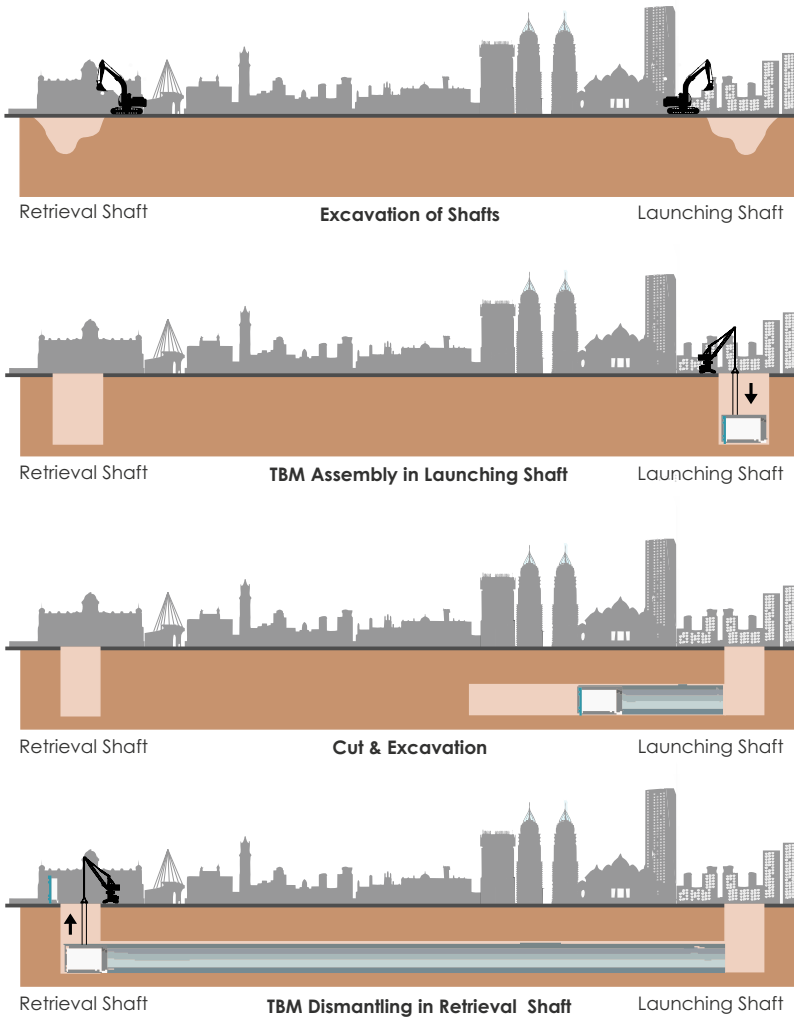 Retrieval Shaft Excavation of Shafts Launching Shaft
Retrieval Shaft TBM Assembly in Launching Shaft Launching Shaft
Retrieval Shaft Cut & Excavation Launching Shaft
Retrieval Shaft TBM Dismantling in Retrieval Shaft Launching Shaft